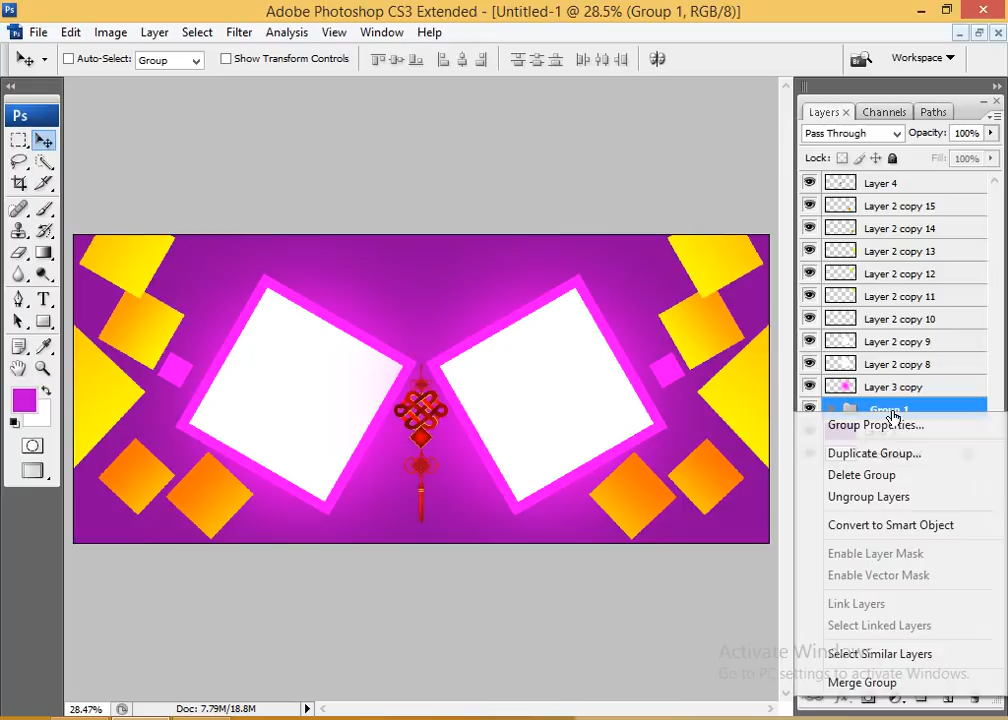 Ps Adobe Photoshop CS3 Extended - [Untitled-1 @ 28.5% (Group 1, RGB/8)]
Ps File Edit Image Layer Select Filter Analysis View Window Help
Auto-Select: Group Show Transform Controls Br Workspace
Ps
Layers Channels Paths
Pass Through Opacity: 100%
Lock: Fill: 100%
Layer 4
Layer 2 copy 15
Layer 2 copy 14
Layer 2 copy 13
Layer 2 copy 12
Layer 2 copy 11
Layer 2 copy 10
Layer 2 copy 9
Layer 2 copy 8
Layer 3 copy
Group 1
Group Properties...
Duplicate Group...
Delete Group
Ungroup Layers
Convert to Smart Object
Enable Layer Mask
Enable Vector Mask
Link Layers
Select Linked Layers
Select Similar Layers
Merge Group
Activate Windows
Go to PC settings to activate Windows.
28.47% Doc: 7.79M/18.8M